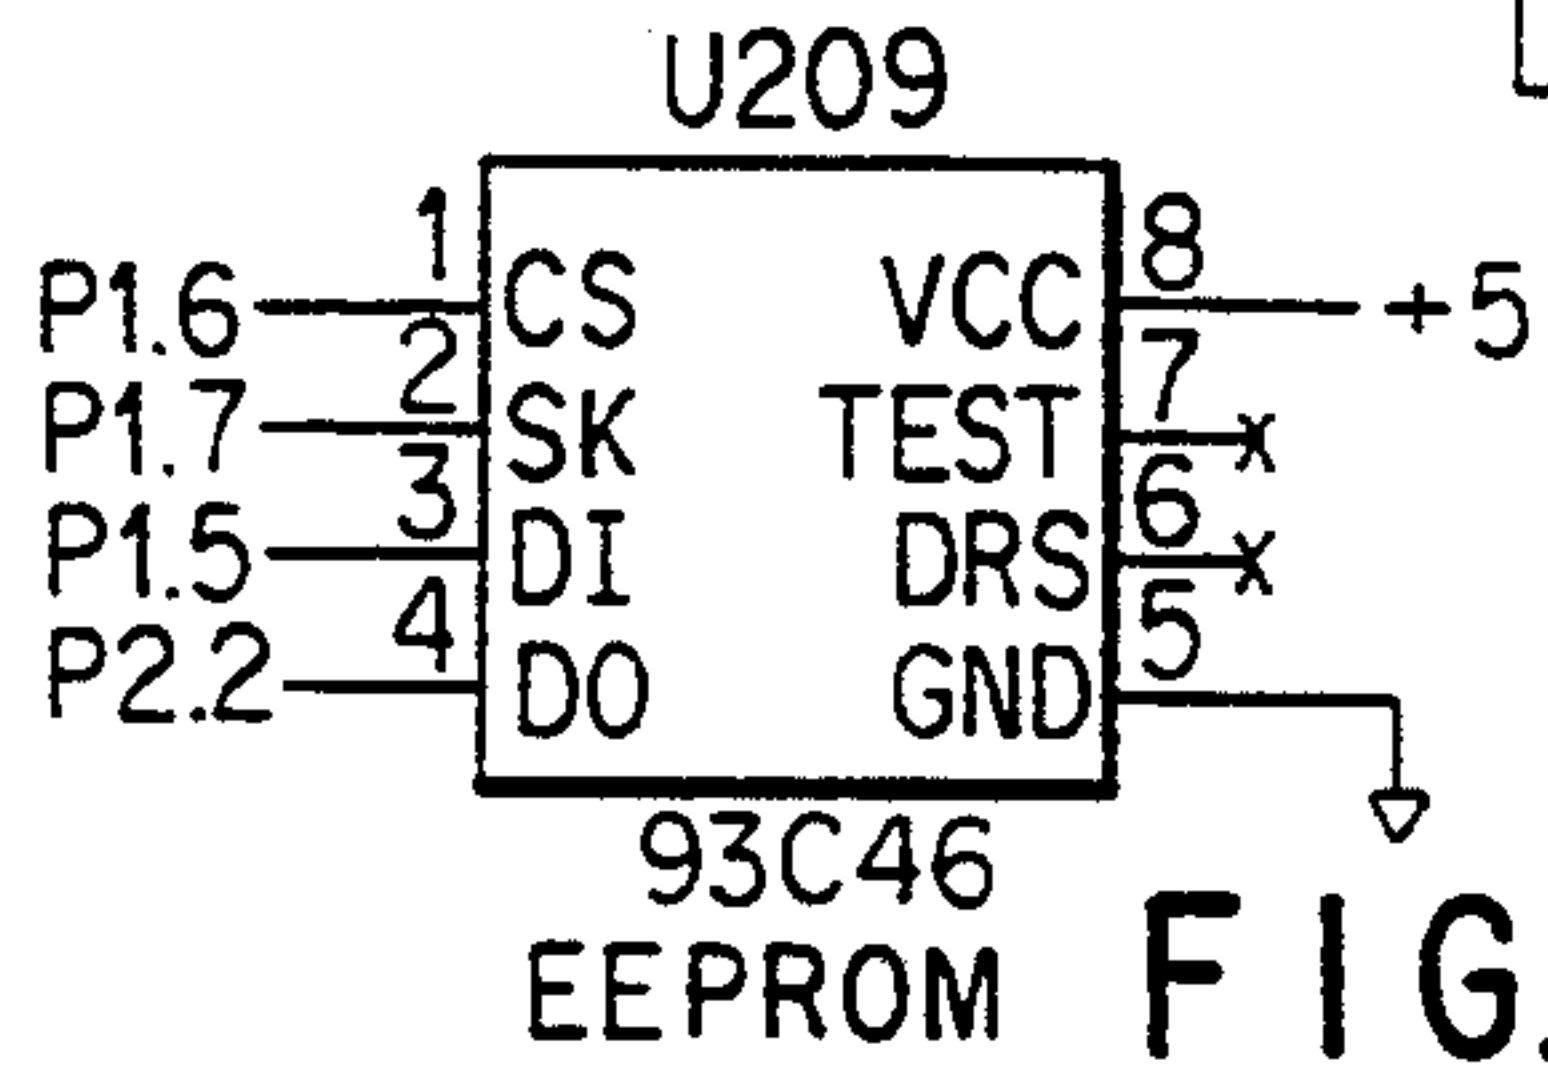 U209
1 8
P1.6 CS VCC +5
2 7
P1.7 SK TEST X
3 6
P1.5 DI DRS X
4 5
P2.2 DO GND
93C46
EEPROM
FIG.